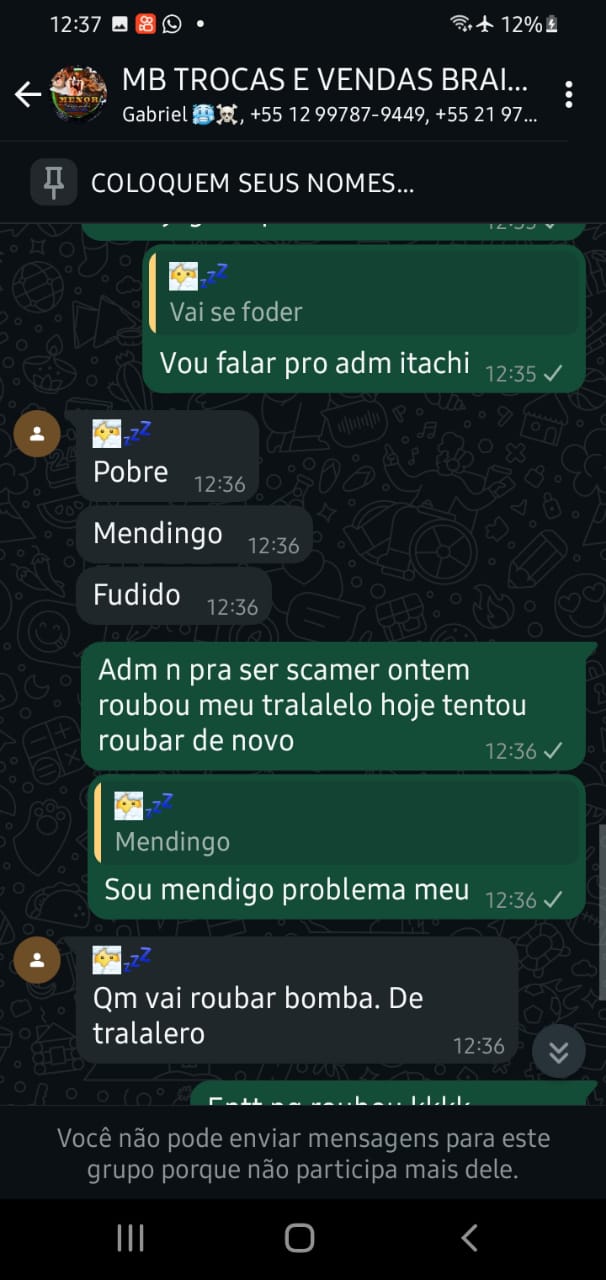 12:37
12%
MB TROCAS E VENDAS BRAI...
Gabriel 🥶☠️, +55 12 99787-9449, +55 21 97...
COLOQUEM SEUS NOMES...
12:35
💤
Vai se foder
Vou falar pro adm itachi 12:35
💤
Pobre 12:36
Mendingo 12:36
Fudido 12:36
Adm n pra ser scamer ontem
roubou meu tralalelo hoje tentou
roubar de novo 12:36
💤
Mendingo
Sou mendigo problema meu 12:36
💤
Qm vai roubar bomba. De
tralalero 12:36
Você não pode enviar mensagens para este
grupo porque não participa mais dele.